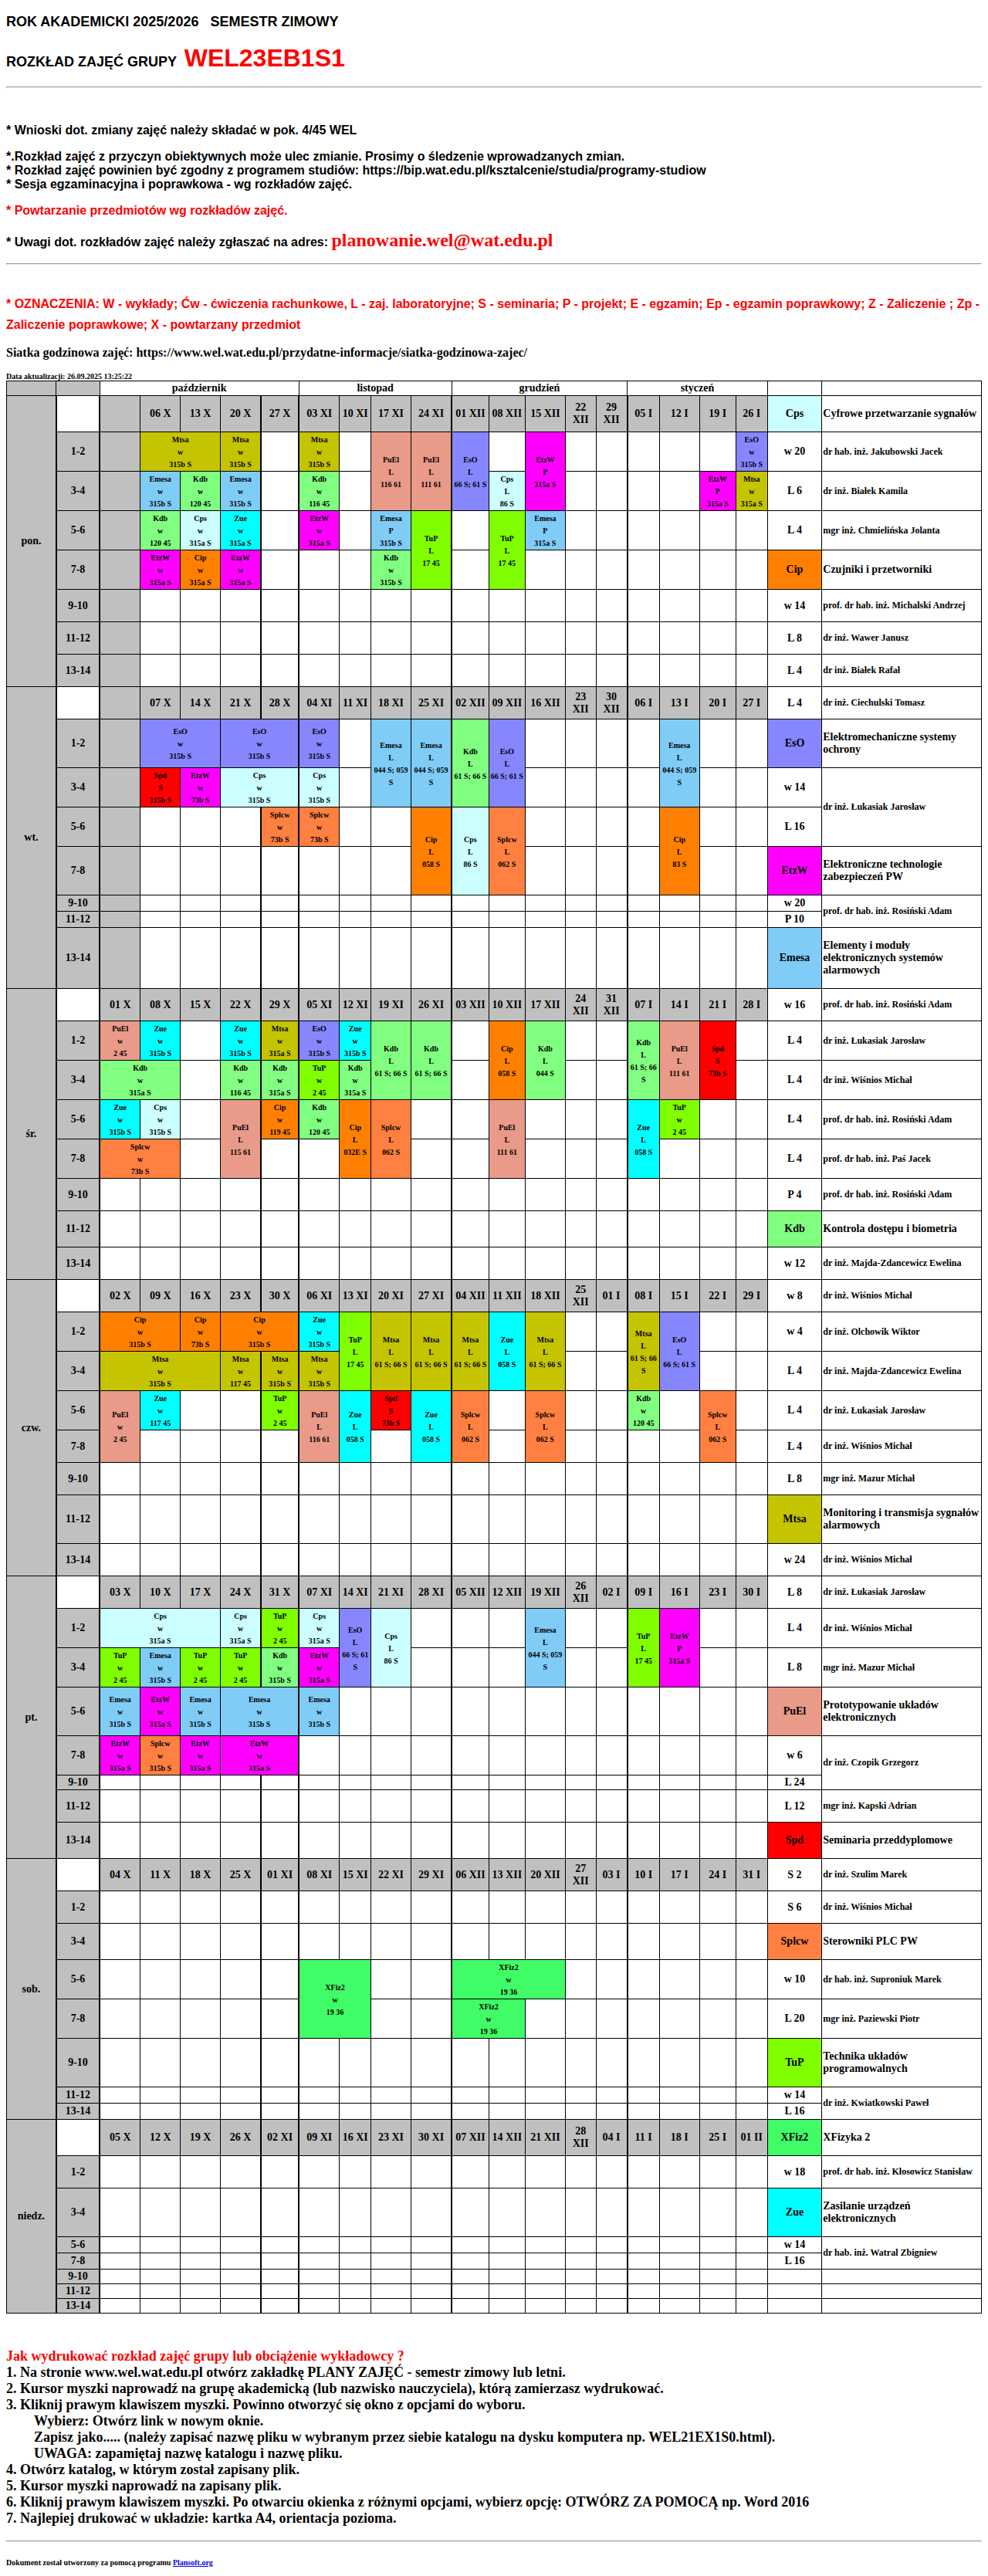 ROK AKADEMICKI 2025/2026 SEMESTR ZIMOWY
ROZKŁAD ZAJĘĆ GRUPY WEL23EB1S1
* Wnioski dot. zmiany zajęć należy składać w pok. 4/45 WEL
*.Rozkład zajęć z przyczyn obiektywnych może ulec zmianie. Prosimy o śledzenie wprowadzanych zmian.
* Rozkład zajęć powinien być zgodny z programem studiów: https://bip.wat.edu.pl/ksztalcenie/studia/programy-studiow
* Sesja egzaminacyjna i poprawkowa - wg rozkładów zajęć.
* Powtarzanie przedmiotów wg rozkładów zajęć.
* Uwagi dot. rozkładów zajęć należy zgłaszać na adres: planowanie.wel@wat.edu.pl
* OZNACZENIA: W - wykłady; Ćw - ćwiczenia rachunkowe, L - zaj. laboratoryjne; S - seminaria; P - projekt; E - egzamin; Ep - egzamin poprawkowy; Z - Zaliczenie ; Zp -
Zaliczenie poprawkowe; X - powtarzany przedmiot
Siatka godzinowa zajęć: https://www.wel.wat.edu.pl/przydatne-informacje/siatka-godzinowa-zajec/
Data aktualizacji: 26.09.2025 13:25:22
październik listopad grudzień styczeń
pon. 06 X 13 X 20 X 27 X 03 XI 10 XI 17 XI 24 XI 01 XII 08 XII 15 XII 22 XII 29 XII 05 I 12 I 19 I 26 I Cps Cyfrowe przetwarzanie sygnałów
1-2 Mtsa w 315b S Mtsa w 315b S Mtsa w 315b S PuEl L 116 61 PuEl L 111 61 EsO L 66 S; 61 S EtzW P 315a S EsO w 315b S w 20 dr hab. inż. Jakubowski Jacek
3-4 Emesa w 315b S Kdb w 120 45 Emesa w 315b S Kdb w 116 45 Cps L 86 S EtzW P 315a S Mtsa w 315a S L 6 dr inż. Białek Kamila
5-6 Kdb w 120 45 Cps w 315a S Zue w 315a S EtzW w 315a S Emesa P 315b S TuP L 17 45 TuP L 17 45 Emesa P 315a S L 4 mgr inż. Chmielińska Jolanta
7-8 EtzW w 315a S Cip w 315a S EtzW w 315a S Kdb w 315b S Cip Czujniki i przetworniki
9-10 w 14 prof. dr hab. inż. Michalski Andrzej
11-12 L 8 dr inż. Wawer Janusz
13-14 L 4 dr inż. Białek Rafał
wt. 07 X 14 X 21 X 28 X 04 XI 11 XI 18 XI 25 XI 02 XII 09 XII 16 XII 23 XII 30 XII 06 I 13 I 20 I 27 I L 4 dr inż. Ciechulski Tomasz
1-2 EsO w 315b S EsO w 315b S EsO w 315b S Emesa L 044 S; 059 S Emesa L 044 S; 059 S Kdb L 61 S; 66 S EsO L 66 S; 61 S Emesa L 044 S; 059 S EsO Elektromechaniczne systemy ochrony
3-4 Spd S 315b S EtzW w 73b S Cps w 315b S Cps w 315b S w 14 dr inż. Łukasiak Jarosław
5-6 Splcw w 73b S Splcw w 73b S Cip L 058 S Cps L 86 S Splcw L 062 S Cip L 83 S L 16
7-8 EtzW Elektroniczne technologie zabezpieczeń PW
9-10 w 20 prof. dr hab. inż. Rosiński Adam
11-12 P 10
13-14 Emesa Elementy i moduły elektronicznych systemów alarmowych
śr. 01 X 08 X 15 X 22 X 29 X 05 XI 12 XI 19 XI 26 XI 03 XII 10 XII 17 XII 24 XII 31 XII 07 I 14 I 21 I 28 I w 16 prof. dr hab. inż. Rosiński Adam
1-2 PuEl w 2 45 Zue w 315b S Zue w 315b S Mtsa w 315a S EsO w 315b S Zue w 315b S Kdb L 61 S; 66 S Kdb L 61 S; 66 S Cip L 058 S Kdb L 044 S Kdb L 61 S; 66 S PuEl L 111 61 Spd S 73b S L 4 dr inż. Łukasiak Jarosław
3-4 Kdb w 315a S Kdb w 116 45 Kdb w 315a S TuP w 2 45 Kdb w 315a S L 4 dr inż. Wiśnios Michał
5-6 Zue w 315b S Cps w 315b S PuEl L 115 61 Cip w 119 45 Kdb w 120 45 Cip L 032E S Splcw L 062 S PuEl L 111 61 Zue L 058 S TuP w 2 45 L 4 prof. dr hab. inż. Rosiński Adam
7-8 Splcw w 73b S L 4 prof. dr hab. inż. Paś Jacek
9-10 P 4 prof. dr hab. inż. Rosiński Adam
11-12 Kdb Kontrola dostępu i biometria
13-14 w 12 dr inż. Majda-Zdancewicz Ewelina
czw. 02 X 09 X 16 X 23 X 30 X 06 XI 13 XI 20 XI 27 XI 04 XII 11 XII 18 XII 25 XII 01 I 08 I 15 I 22 I 29 I w 8 dr inż. Wiśnios Michał
1-2 Cip w 315b S Cip w 73b S Cip w 315b S Zue w 315b S TuP L 17 45 Mtsa L 61 S; 66 S Mtsa L 61 S; 66 S Mtsa L 61 S; 66 S Zue L 058 S Mtsa L 61 S; 66 S Mtsa L 61 S; 66 S EsO L 66 S; 61 S w 4 dr inż. Olchowik Wiktor
3-4 Mtsa w 315b S Mtsa w 117 45 Mtsa w 315b S Mtsa w 315b S L 4 dr inż. Majda-Zdancewicz Ewelina
5-6 PuEl w 2 45 Zue w 117 45 TuP w 2 45 PuEl L 116 61 Zue L 058 S Spd S 73b S Zue L 058 S Splcw L 062 S Splcw L 062 S Kdb w 120 45 Splcw L 062 S L 4 dr inż. Łukasiak Jarosław
7-8 L 4 dr inż. Wiśnios Michał
9-10 L 8 mgr inż. Mazur Michał
11-12 Mtsa Monitoring i transmisja sygnałów alarmowych
13-14 w 24 dr inż. Wiśnios Michał
pt. 03 X 10 X 17 X 24 X 31 X 07 XI 14 XI 21 XI 28 XI 05 XII 12 XII 19 XII 26 XII 02 I 09 I 16 I 23 I 30 I L 8 dr inż. Łukasiak Jarosław
1-2 Cps w 315a S Cps w 315a S TuP w 2 45 Cps w 315a S EsO L 66 S; 61 S Cps L 86 S Emesa L 044 S; 059 S TuP L 17 45 EtzW P 315a S L 4 dr inż. Wiśnios Michał
3-4 TuP w 2 45 Emesa w 315b S TuP w 2 45 TuP w 2 45 Kdb w 315b S EtzW w 315a S L 8 mgr inż. Mazur Michał
5-6 Emesa w 315b S EtzW w 315a S Emesa w 315b S Emesa w 315b S Emesa w 315b S PuEl Prototypowanie układów elektronicznych
7-8 EtzW w 315a S Splcw w 315b S EtzW w 315a S EtzW w 315a S w 6 dr inż. Czopik Grzegorz
9-10 L 24
11-12 L 12 mgr inż. Kapski Adrian
13-14 Spd Seminaria przeddyplomowe
sob. 04 X 11 X 18 X 25 X 01 XI 08 XI 15 XI 22 XI 29 XI 06 XII 13 XII 20 XII 27 XII 03 I 10 I 17 I 24 I 31 I S 2 dr inż. Szulim Marek
1-2 S 6 dr inż. Wiśnios Michał
3-4 Splcw Sterowniki PLC PW
5-6 XFiz2 w 19 36 XFiz2 w 19 36 w 10 dr hab. inż. Suproniuk Marek
7-8 XFiz2 w 19 36 L 20 mgr inż. Paziewski Piotr
9-10 TuP Technika układów programowalnych
11-12 w 14 dr inż. Kwiatkowski Paweł
13-14 L 16
niedz. 05 X 12 X 19 X 26 X 02 XI 09 XI 16 XI 23 XI 30 XI 07 XII 14 XII 21 XII 28 XII 04 I 11 I 18 I 25 I 01 II XFiz2 XFizyka 2
1-2 w 18 prof. dr hab. inż. Kłosowicz Stanisław
3-4 Zue Zasilanie urządzeń elektronicznych
5-6 w 14 dr hab. inż. Watral Zbigniew
7-8 L 16
9-10
11-12
13-14
Jak wydrukować rozkład zajęć grupy lub obciążenie wykładowcy ?
1. Na stronie www.wel.wat.edu.pl otwórz zakładkę PLANY ZAJĘĆ - semestr zimowy lub letni.
2. Kursor myszki naprowadź na grupę akademicką (lub nazwisko nauczyciela), którą zamierzasz wydrukować.
3. Kliknij prawym klawiszem myszki. Powinno otworzyć się okno z opcjami do wyboru.
Wybierz: Otwórz link w nowym oknie.
Zapisz jako..... (należy zapisać nazwę pliku w wybranym przez siebie katalogu na dysku komputera np. WEL21EX1S0.html).
UWAGA: zapamiętaj nazwę katalogu i nazwę pliku.
4. Otwórz katalog, w którym został zapisany plik.
5. Kursor myszki naprowadź na zapisany plik.
6. Kliknij prawym klawiszem myszki. Po otwarciu okienka z różnymi opcjami, wybierz opcję: OTWÓRZ ZA POMOCĄ np. Word 2016
7. Najlepiej drukować w układzie: kartka A4, orientacja pozioma.
Dokument został utworzony za pomocą programu Plansoft.org